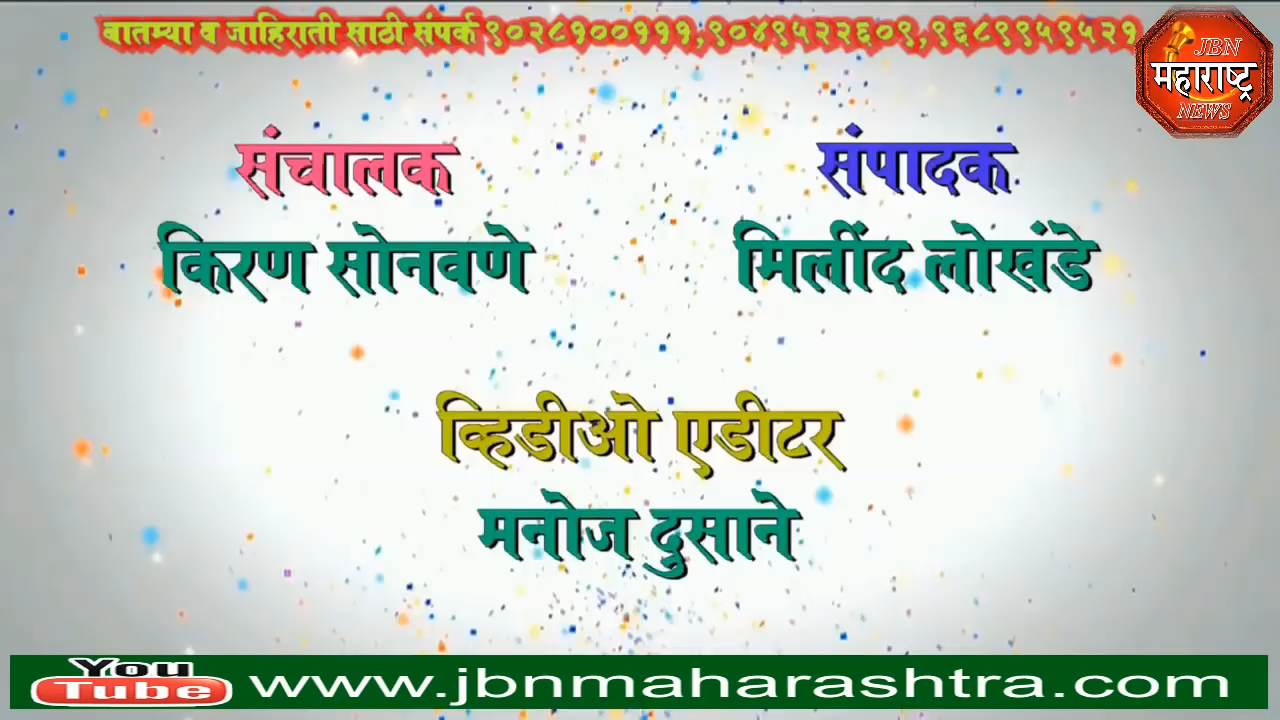 बातम्या व जाहिराती साठी संपर्क ९०२८१००१११,९०४९५२२६०९,९६८९९५९५२१
JBN
महाराष्ट्र
NEWS
संचालक
किरण सोनवणे
संपादक
मिलींद लोखंडे
व्हिडीओ एडीटर
मनोज दुसाने
You
Tube
www.jbnmaharashtra.com